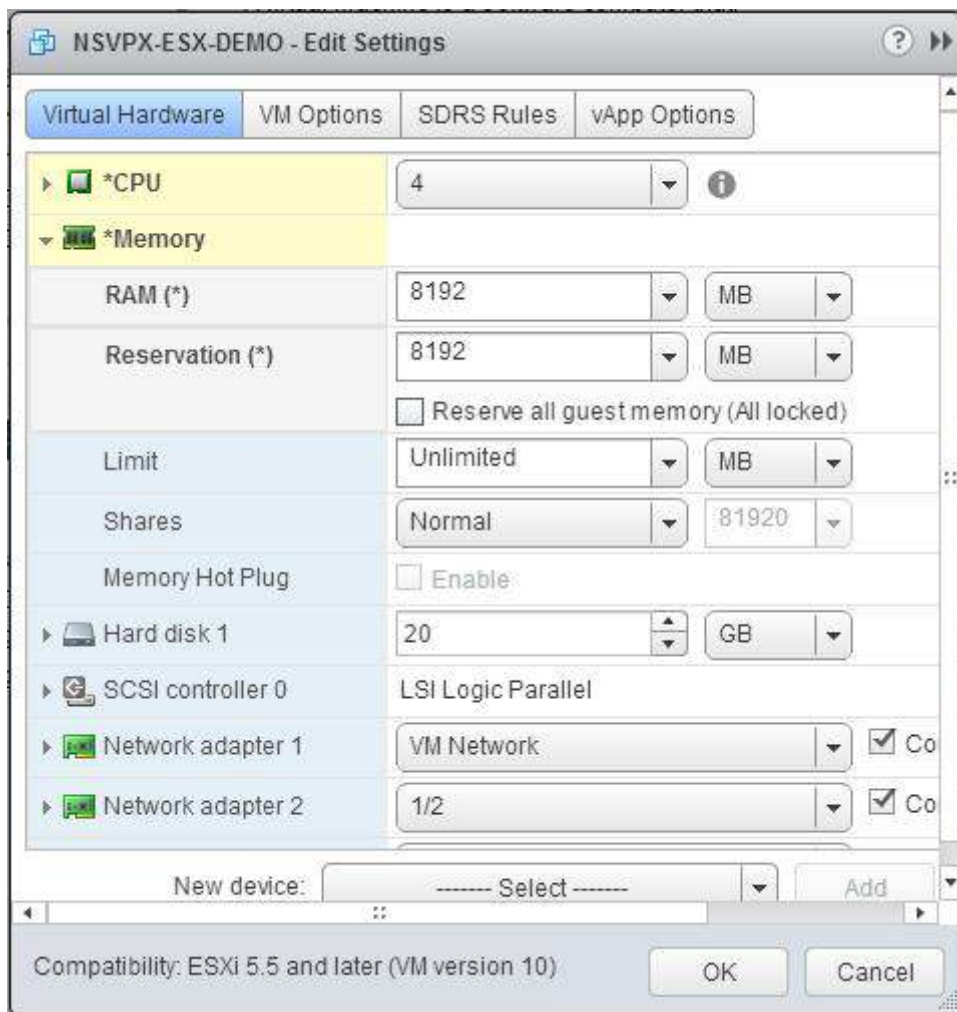 NSVPX-ESX-DEMO - Edit Settings ?
Virtual Hardware VM Options SDRS Rules vApp Options
*CPU 4
*Memory
RAM (*) 8192 MB
Reservation (*) 8192 MB
Reserve all guest memory (All locked)
Limit Unlimited MB
Shares Normal 81920
Memory Hot Plug Enable
Hard disk 1 20 GB
SCSI controller 0 LSI Logic Parallel
Network adapter 1 VM Network Co
Network adapter 2 1/2 Co
New device: ------- Select ------- Add
Compatibility: ESXi 5.5 and later (VM version 10) OK Cancel